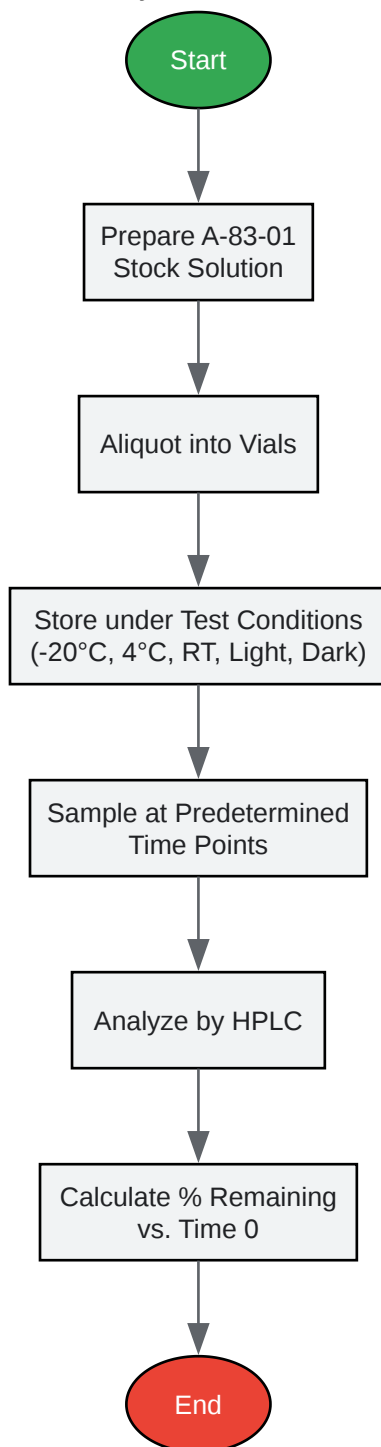 Start
Prepare A-83-01
Stock Solution
Aliquot into Vials
Store under Test Conditions
(-20°C, 4°C, RT, Light, Dark)
Sample at Predetermined
Time Points
Analyze by HPLC
Calculate % Remaining
vs. Time 0
End